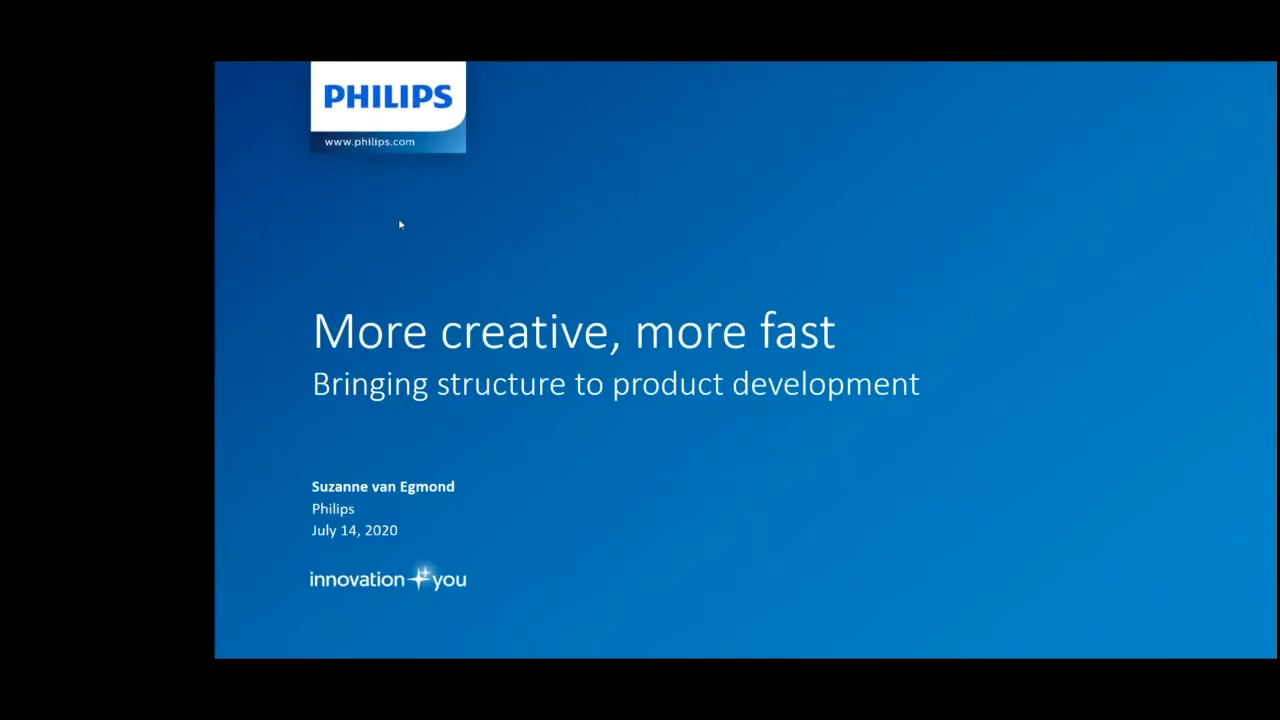 PHILIPS
www.philips.com
More creative, more fast
Bringing structure to product development
Suzanne van Egmond
Philips
July 14, 2020
innovation you